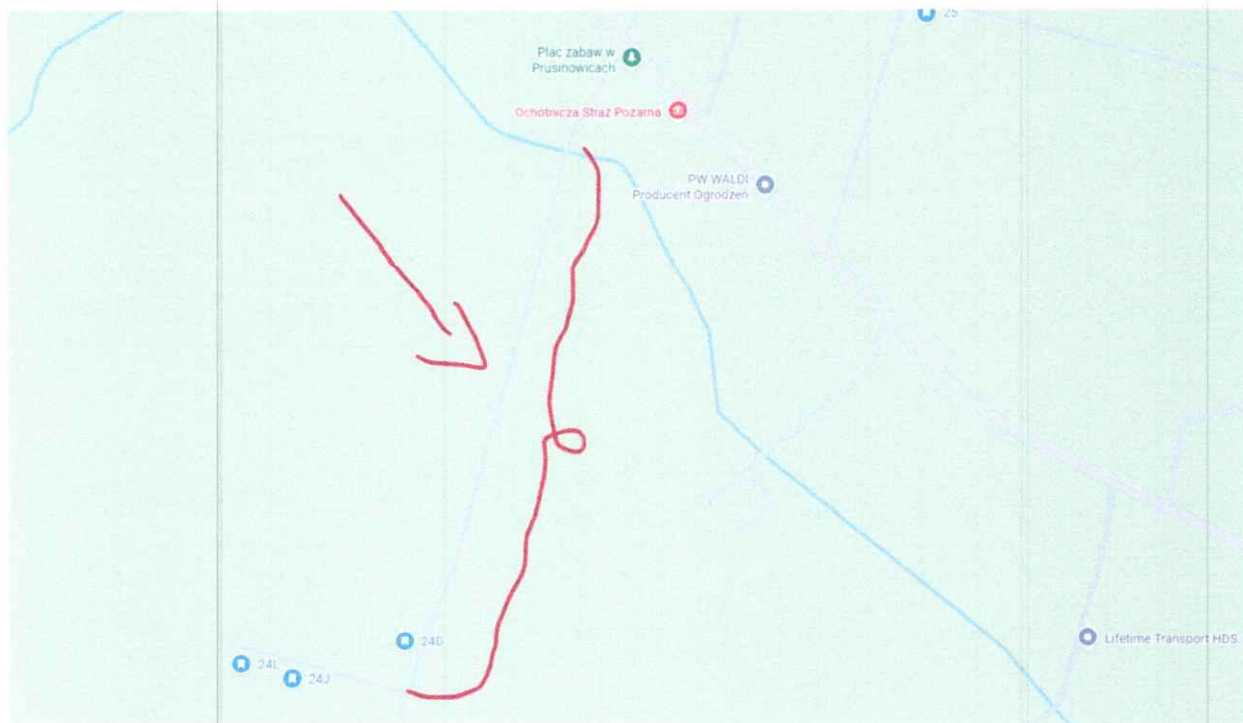 25
Plac zabaw w
Prusinowicach
Ochotnicza Straż Pożarna
PW WALDI
Producent Ogrodzeń
24D
24L
24J
Lifetime Transport HDS